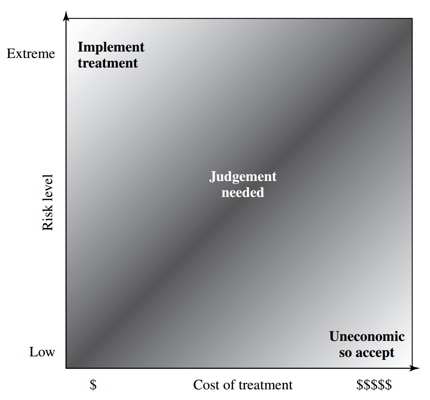 Extreme
Implement
treatment
Judgement
needed
Risk level
Uneconomic
so accept
Low
$
Cost of treatment
$$$$$